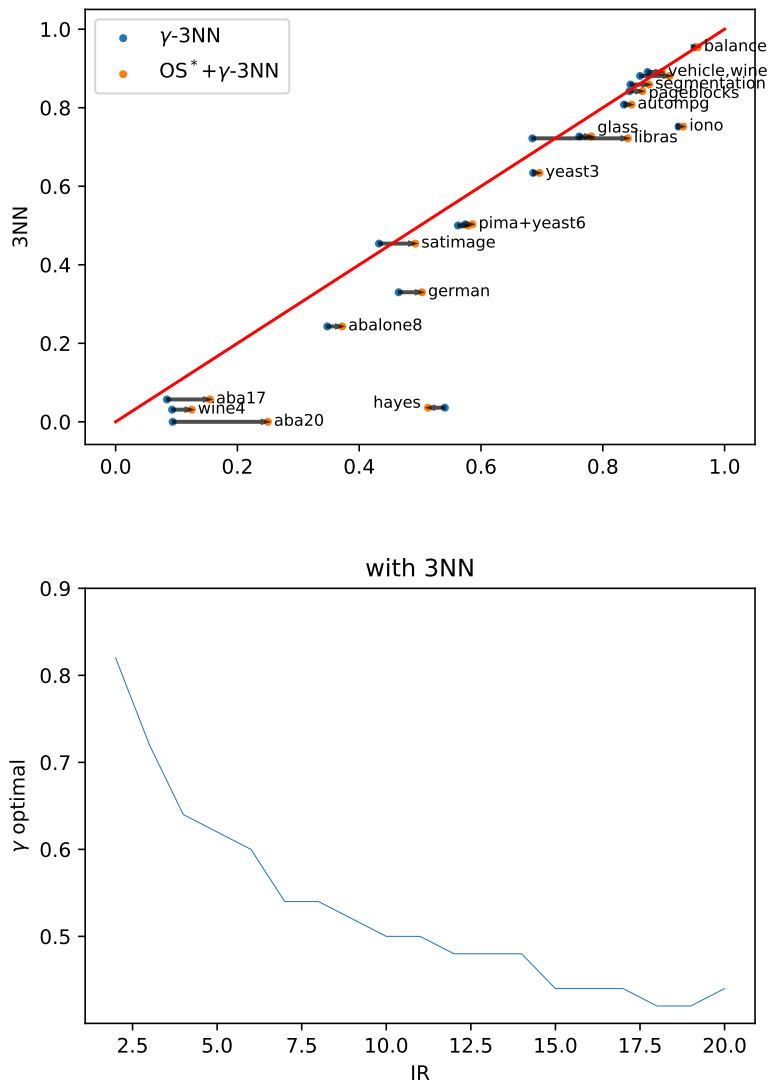 γ-3NN
OS*+γ-3NN
1.0
0.8
0.6
0.4
0.2
0.0
3NN
balance
vehicle,wine
segmentation
pageblocks
autompg
iono
glass
libras
yeast3
pima+yeast6
satimage
german
abalone8
hayes
aba17
wine4
aba20
0.0 0.2 0.4 0.6 0.8 1.0
with 3NN
0.9
0.8
0.7
0.6
0.5
γ optimal
2.5 5.0 7.5 10.0 12.5 15.0 17.5 20.0
IR